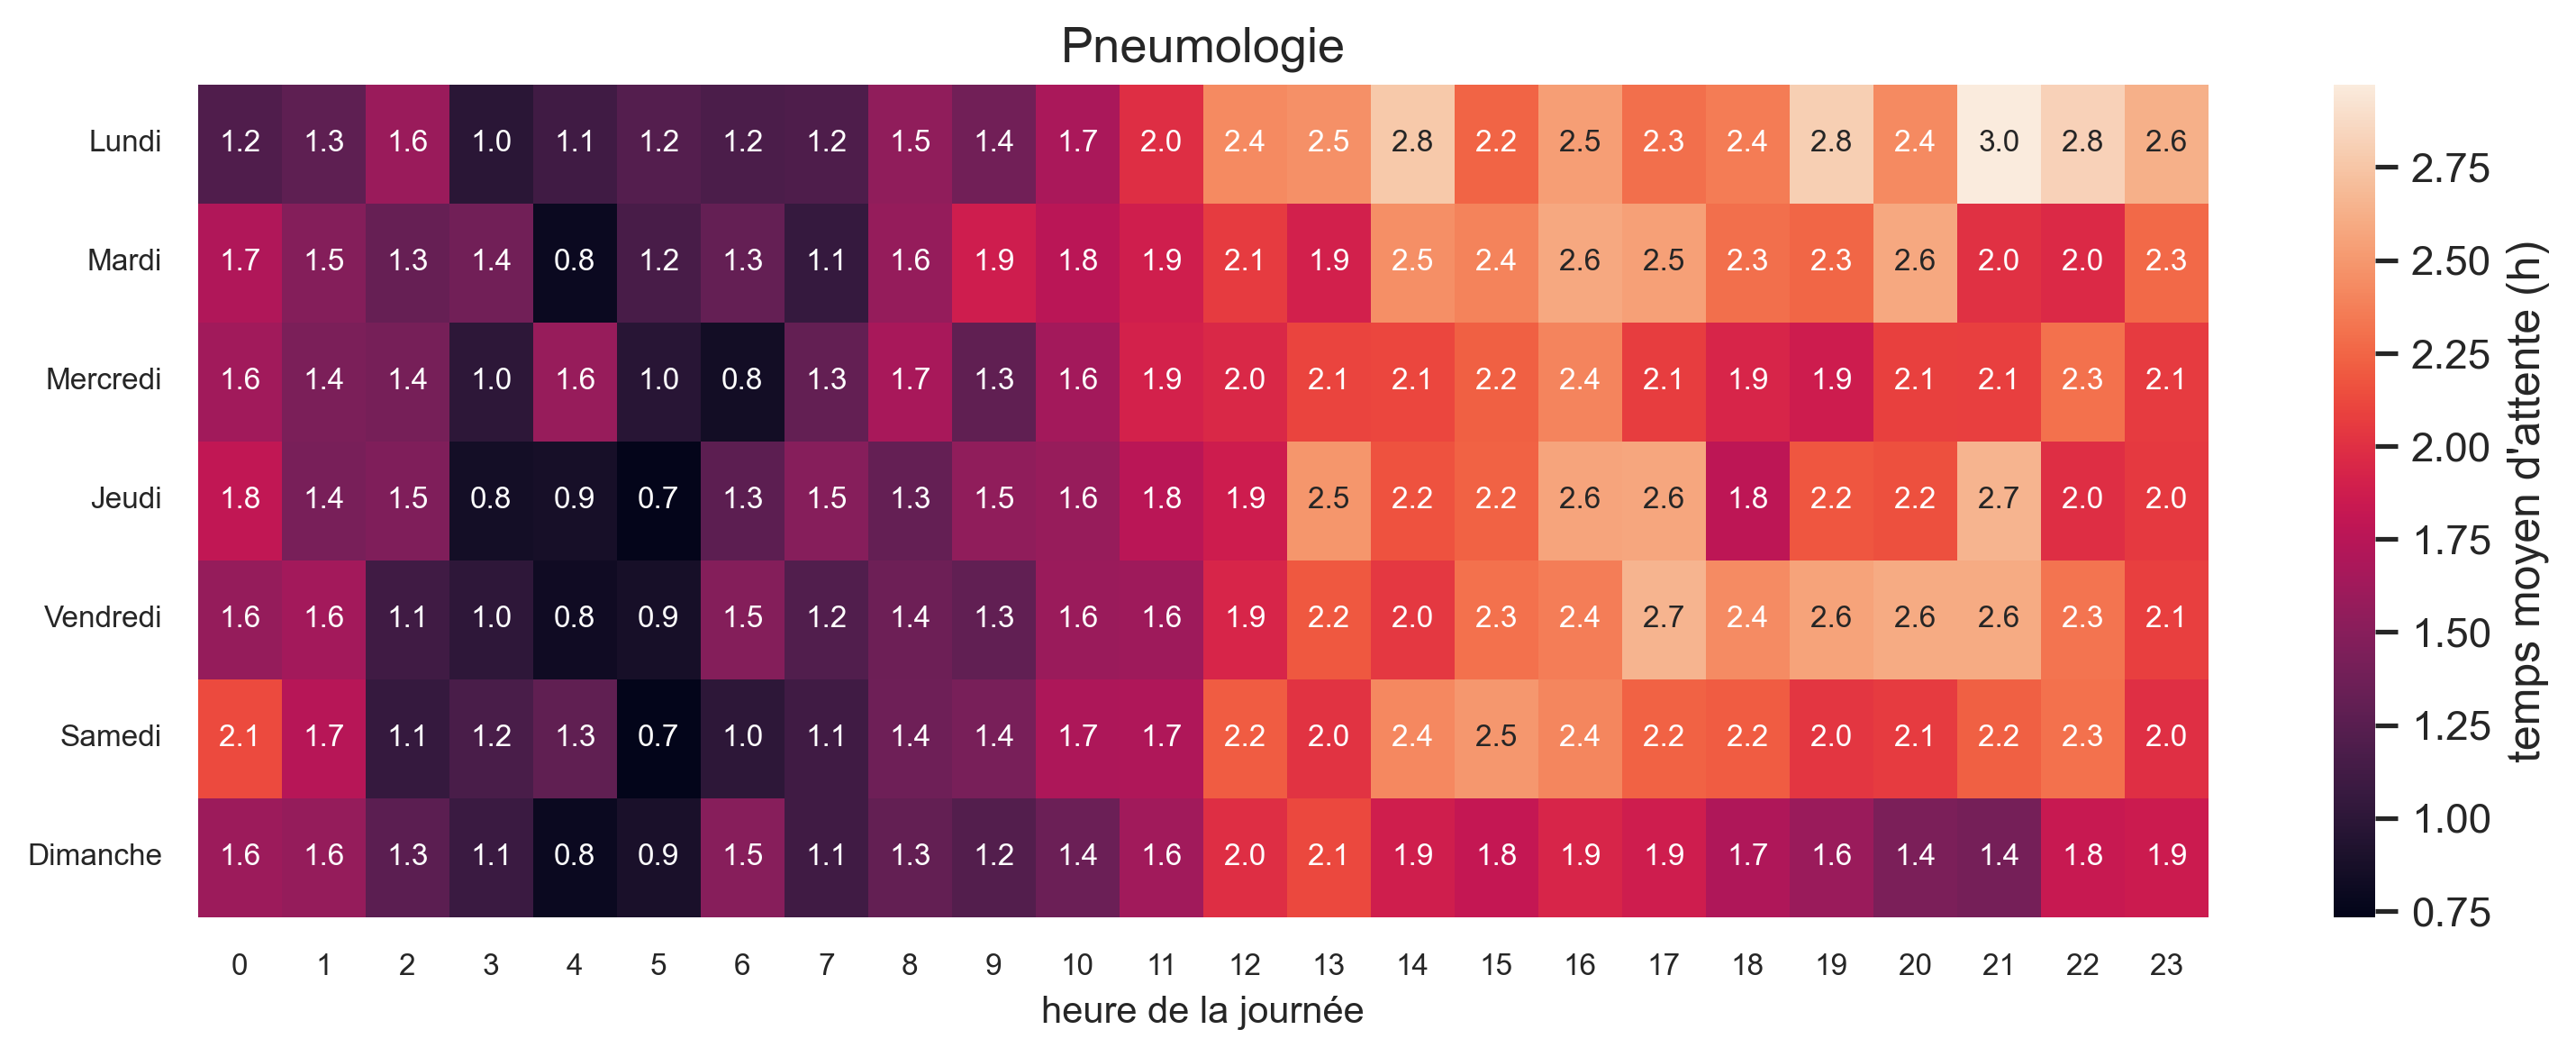 Pneumologie
Lundi 1.2 1.3 1.6 1.0 1.1 1.2 1.2 1.2 1.5 1.4 1.7 2.0 2.4 2.5 2.8 2.2 2.5 2.3 2.4 2.8 2.4 3.0 2.8 2.6
Mardi 1.7 1.5 1.3 1.4 0.8 1.2 1.3 1.1 1.6 1.9 1.8 1.9 2.1 1.9 2.5 2.4 2.6 2.5 2.3 2.3 2.6 2.0 2.0 2.3
Mercredi 1.6 1.4 1.4 1.0 1.6 1.0 0.8 1.3 1.7 1.3 1.6 1.9 2.0 2.1 2.1 2.2 2.4 2.1 1.9 1.9 2.1 2.1 2.3 2.1
Jeudi 1.8 1.4 1.5 0.8 0.9 0.7 1.3 1.5 1.3 1.5 1.6 1.8 1.9 2.5 2.2 2.2 2.6 2.6 1.8 2.2 2.2 2.7 2.0 2.0
Vendredi 1.6 1.6 1.1 1.0 0.8 0.9 1.5 1.2 1.4 1.3 1.6 1.6 1.9 2.2 2.0 2.3 2.4 2.7 2.4 2.6 2.6 2.6 2.3 2.1
Samedi 2.1 1.7 1.1 1.2 1.3 0.7 1.0 1.1 1.4 1.4 1.7 1.7 2.2 2.0 2.4 2.5 2.4 2.2 2.2 2.0 2.1 2.2 2.3 2.0
Dimanche 1.6 1.6 1.3 1.1 0.8 0.9 1.5 1.1 1.3 1.2 1.4 1.6 2.0 2.1 1.9 1.8 1.9 1.9 1.7 1.6 1.4 1.4 1.8 1.9
0 1 2 3 4 5 6 7 8 9 10 11 12 13 14 15 16 17 18 19 20 21 22 23
heure de la journée
2.75
2.50
2.25
2.00
1.75
1.50
1.25
1.00
0.75
temps moyen d'attente (h)